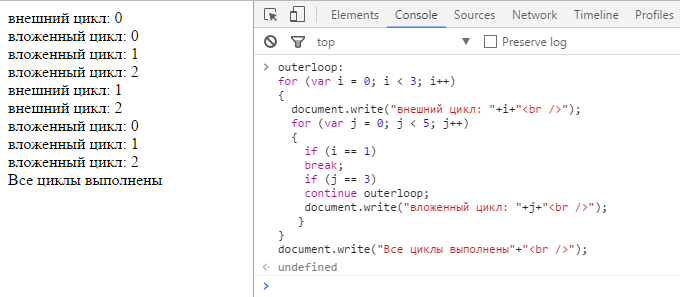 внешний цикл: 0
вложенный цикл: 0
вложенный цикл: 1
вложенный цикл: 2
внешний цикл: 1
внешний цикл: 2
вложенный цикл: 0
вложенный цикл: 1
вложенный цикл: 2
Все циклы выполнены
Elements Console Sources Network Timeline Profiles
top Preserve log
outerloop:
for (var i = 0; i < 3; i++)
{
document.write("внешний цикл: "+i+"<br />");
for (var j = 0; j < 5; j++)
{
if (i == 1)
break;
if (j == 3)
continue outerloop;
document.write("вложенный цикл: "+j+"<br />");
}
}
document.write("Все циклы выполнены"+"<br />");
undefined